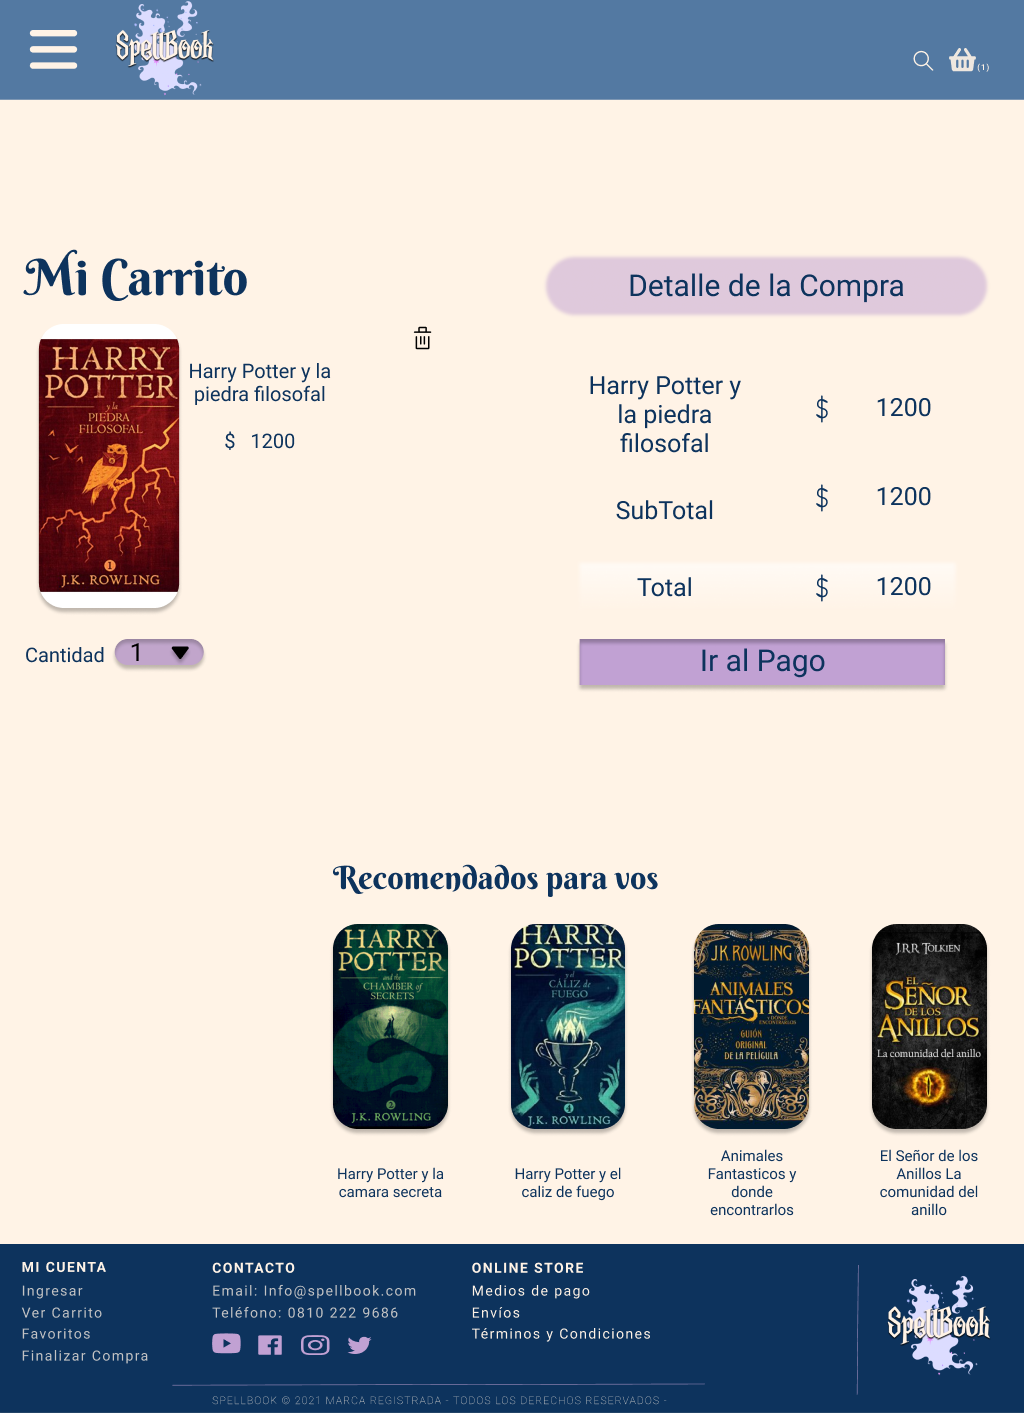 SpellBook
(1)
Mi Carrito
HARRY
POTTER
y la
PIEDRA
FILOSOFAL
1
J.K. ROWLING
Harry Potter y la
piedra filosofal
$ 1200
Cantidad 1
Detalle de la Compra
Harry Potter y
la piedra
filosofal
$ 1200
SubTotal $ 1200
Total $ 1200
Ir al Pago
Recomendados para vos
HARRY
POTTER
and the
CHAMBER of
SECRETS
2
J.K. ROWLING
Harry Potter y la
camara secreta
HARRY
POTTER
y el
CÁLIZ de
FUEGO
4
J.K. ROWLING
Harry Potter y el
caliz de fuego
J.K ROWLING
ANIMALES
FANTÁSTICOS
Y DÓNDE
ENCONTRARLOS
GUIÓN
ORIGINAL
DE LA PELÍCULA
Animales
Fantasticos y
donde
encontrarlos
J.R.R TOLKIEN
EL
SEÑOR
DE LOS
ANILLOS
La comunidad del anillo
El Señor de los
Anillos La
comunidad del
anillo
MI CUENTA
Ingresar
Ver Carrito
Favoritos
Finalizar Compra
CONTACTO
Email: Info@spellbook.com
Teléfono: 0810 222 9686
ONLINE STORE
Medios de pago
Envíos
Términos y Condiciones
SpellBook
SPELLBOOK © 2021 MARCA REGISTRADA - TODOS LOS DERECHOS RESERVADOS -